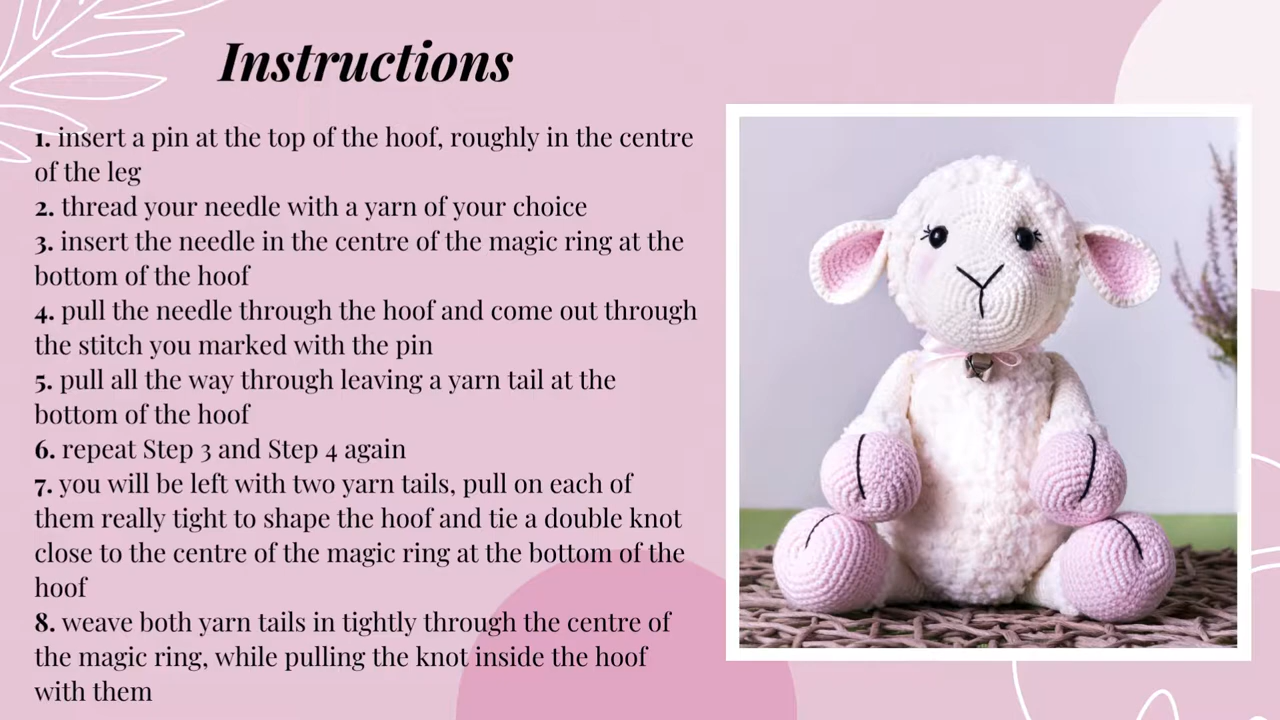 Instructions
1. insert a pin at the top of the hoof, roughly in the centre
of the leg
2. thread your needle with a yarn of your choice
3. insert the needle in the centre of the magic ring at the
bottom of the hoof
4. pull the needle through the hoof and come out through
the stitch you marked with the pin
5. pull all the way through leaving a yarn tail at the
bottom of the hoof
6. repeat Step 3 and Step 4 again
7. you will be left with two yarn tails, pull on each of
them really tight to shape the hoof and tie a double knot
close to the centre of the magic ring at the bottom of the
hoof
8. weave both yarn tails in tightly through the centre of
the magic ring, while pulling the knot inside the hoof
with them